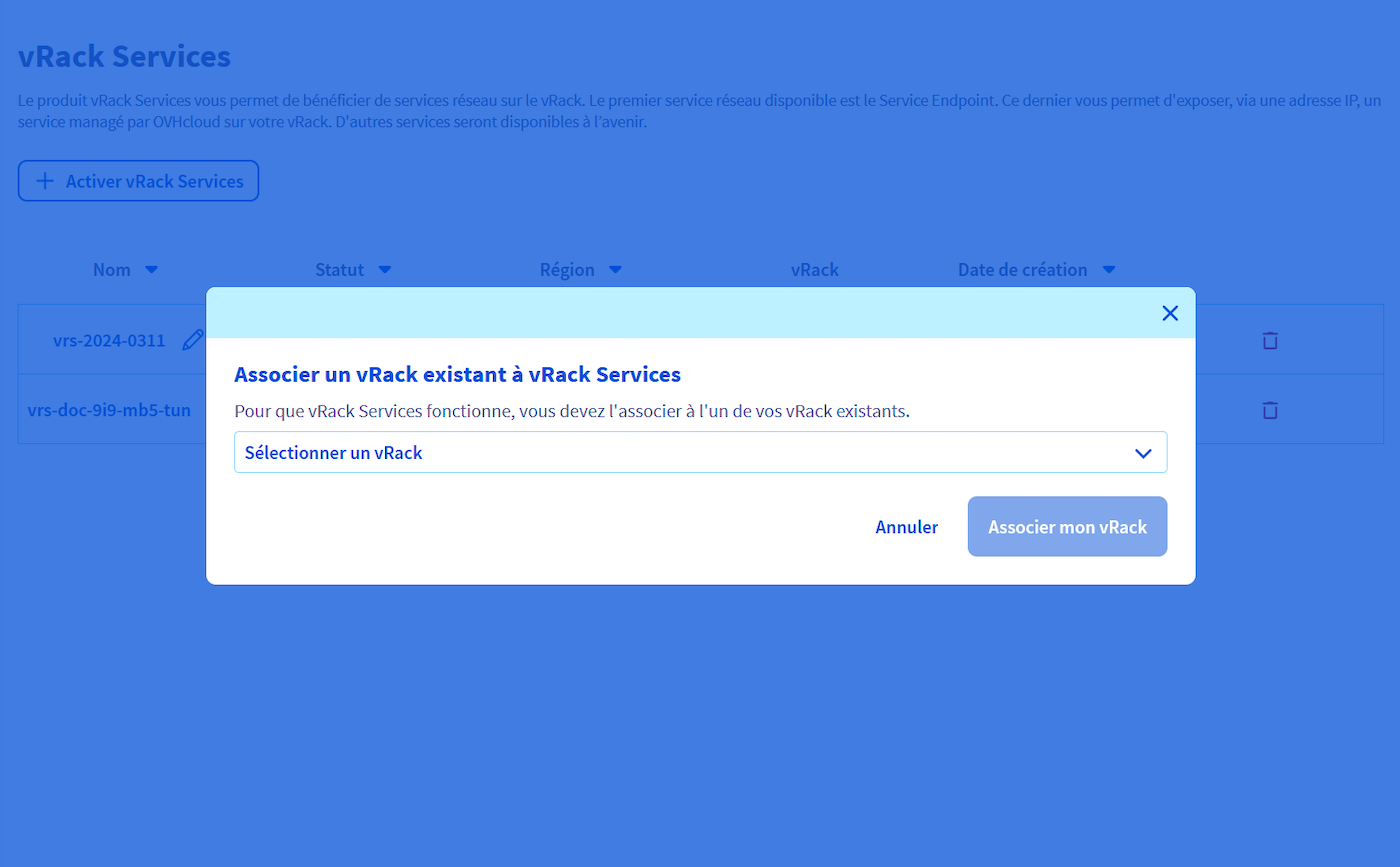 vRack Services
Le produit vRack Services vous permet de bénéficier de services réseau sur le vRack. Le premier service réseau disponible est le Service Endpoint. Ce dernier vous permet d'exposer, via une adresse IP, un
service managé par OVHcloud sur votre vRack. D'autres services seront disponibles à l’avenir.
Activer vRack Services
Nom Statut Région vRack Date de création
vrs-2024-0311
vrs-doc-9i9-mb5-tun
Associer un vRack existant à vRack Services
Pour que vRack Services fonctionne, vous devez l'associer à l'un de vos vRack existants.
Sélectionner un vRack
Annuler Associer mon vRack